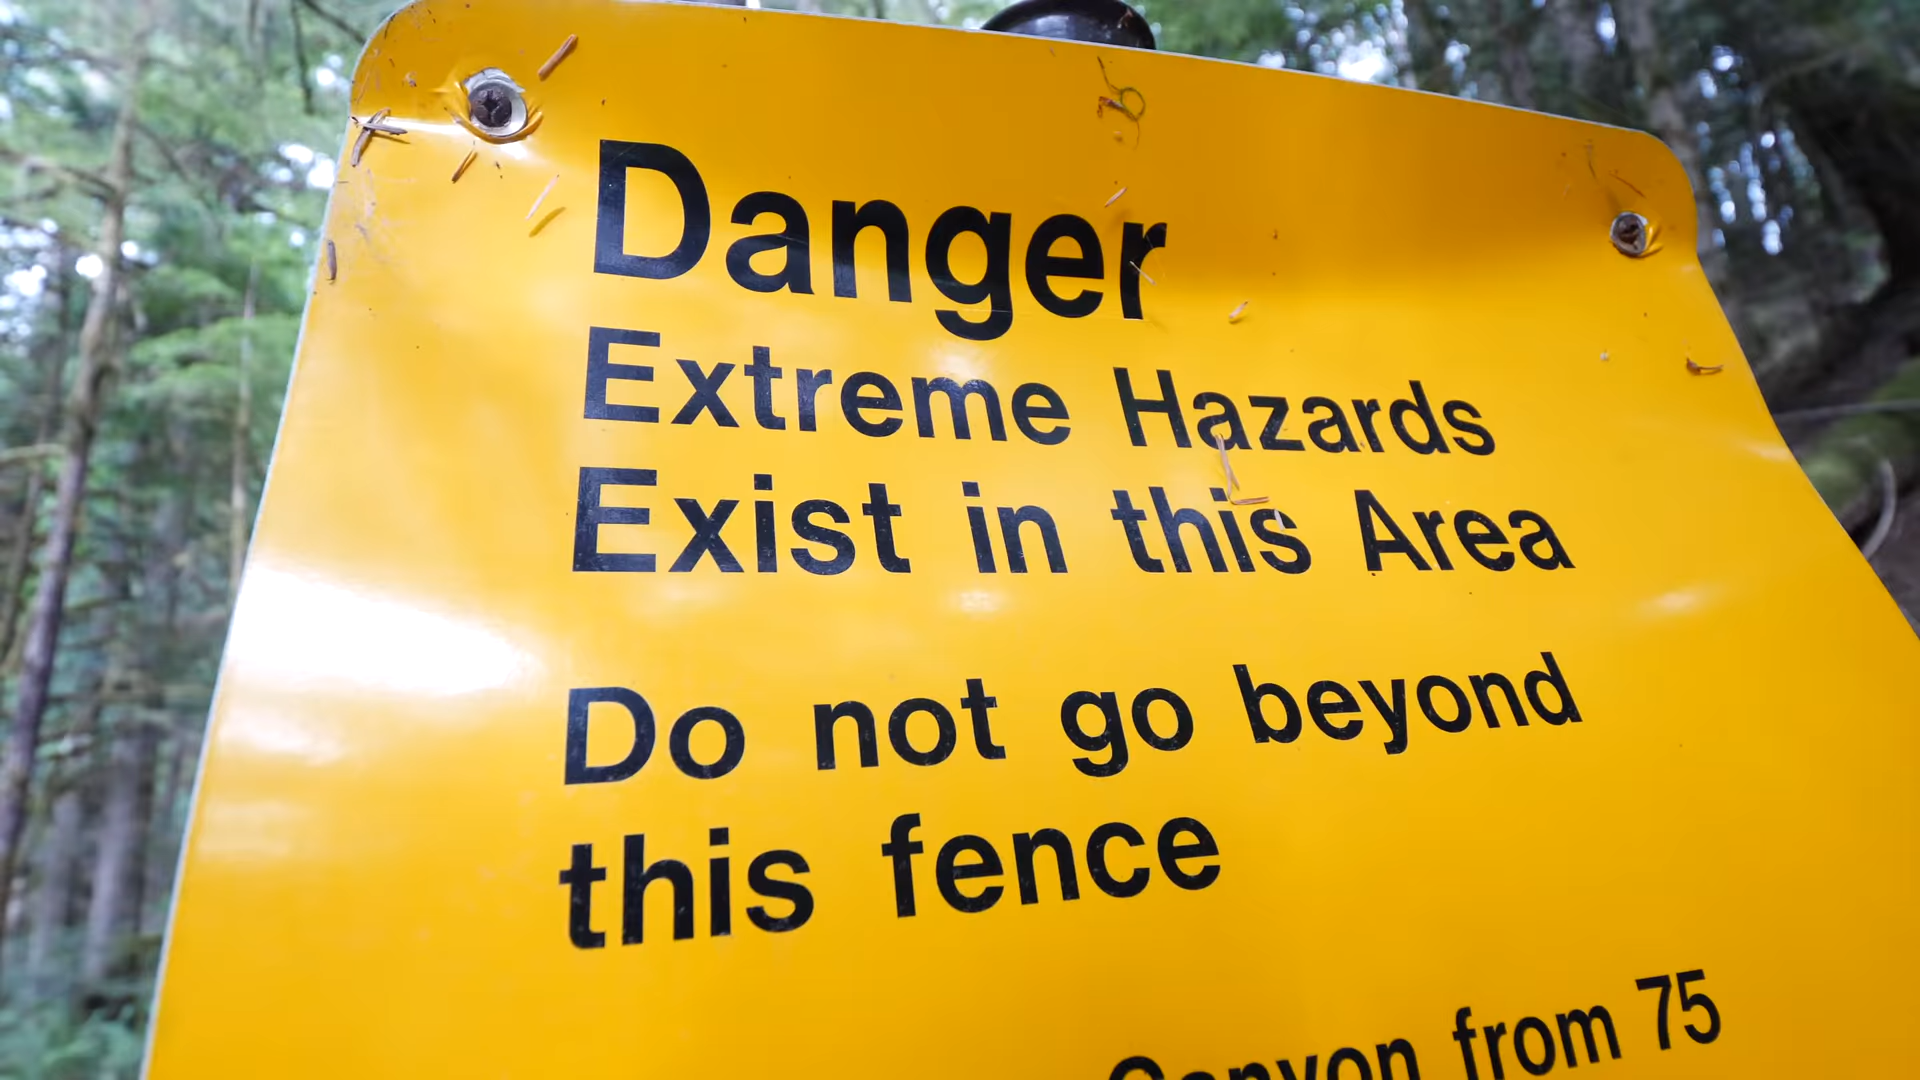 Danger
Extreme Hazards
Exist in this Area
Do not go beyond
this fence
Canyon from 75